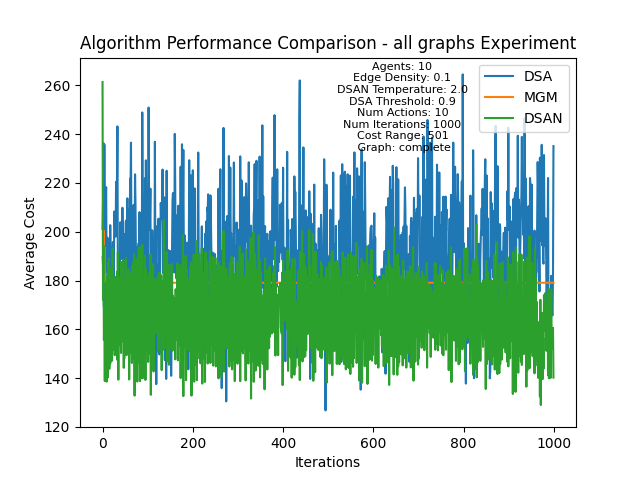 Algorithm Performance Comparison - all graphs Experiment
Agents: 10
Edge Density: 0.1
DSAN Temperature: 2.0
DSA Threshold: 0.9
Num Actions: 10
Num Iterations: 1000
Cost Range: 501
Graph: complete
DSA
MGM
DSAN
Average Cost
260
240
220
200
180
160
140
120
0
200
400
600
800
1000
Iterations